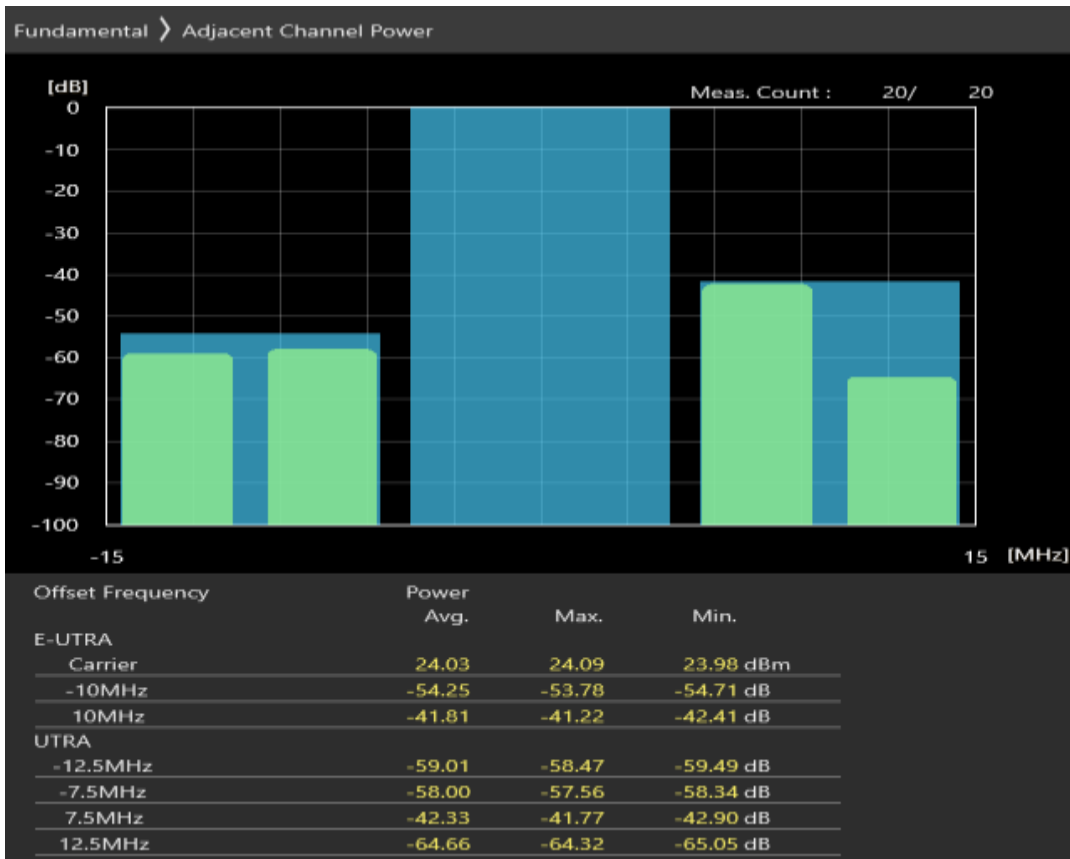 Fundamental 〉 Adjacent Channel Power
[dB]
Meas. Count : 20/ 20
0
-10
-20
-30
-40
-50
-60
-70
-80
-90
-100
-15 15 [MHz]
Offset Frequency Power
Avg. Max. Min.
E-UTRA
Carrier 24.03 24.09 23.98 dBm
-10MHz -54.25 -53.78 -54.71 dB
10MHz -41.81 -41.22 -42.41 dB
UTRA
-12.5MHz -59.01 -58.47 -59.49 dB
-7.5MHz -58.00 -57.56 -58.34 dB
7.5MHz -42.33 -41.77 -42.90 dB
12.5MHz -64.66 -64.32 -65.05 dB